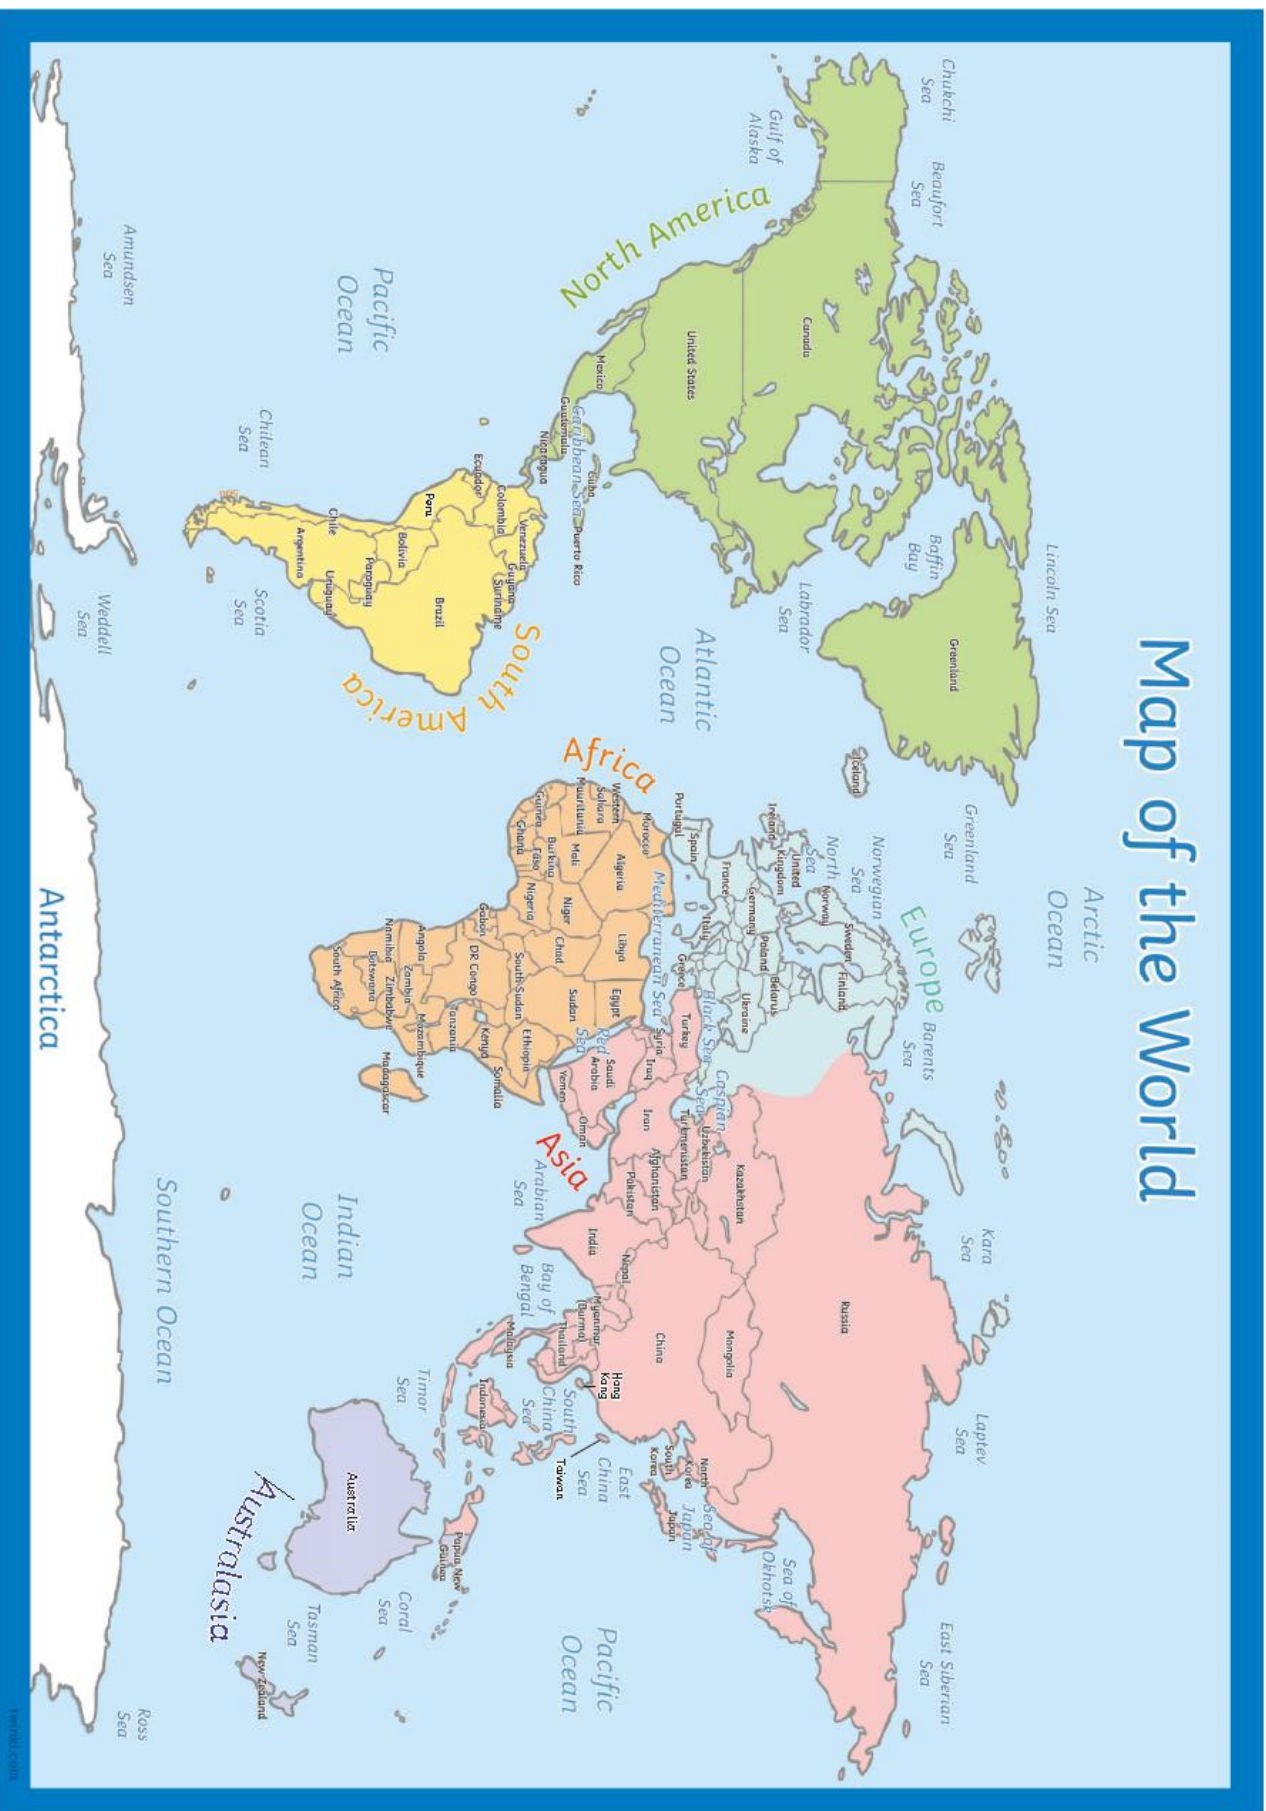 Map of the World
Arctic
Ocean
Lincoln Sea
Chukchi
Sea
Beaufort
Sea
Baffin
Bay
Greenland
Greenland
Sea
Norwegian
Sea
Barents
Sea
Kara
Sea
Laptev
Sea
East Siberian
Sea
Gulf of
Alaska
Canada
Labrador
Sea
Iceland
Europe
North America
United States
Mexico
Guatemala
Nicaragua
Cuba
Caribbean Sea
Puerto Rico
Atlantic
Ocean
North
Sea
Norway
Sweden
Finland
Ireland
United
Kingdom
Germany
Poland
Belarus
Ukraine
France
Spain
Portugal
Italy
Greece
Black Sea
Caspian
Sea
Mediterranean Sea
Russia
Kazakhstan
Uzbekistan
Turkmenistan
Mongolia
China
Turkey
Syria
Iraq
Iran
Afghanistan
Pakistan
India
Nepal
Myanmar
(Burma)
Thailand
Hang
Kang
Taiwan
North
Korea
South
Korea
Japan
Sea of
Japan
Sea of
Okhotsk
East
China
Sea
South
China
Sea
Saudi
Arabia
Yemen
Oman
Red
Sea
Asia
Arabian
Sea
Bay of
Bengal
Malaysia
Indonesia
Papua New
Guinea
Timor
Sea
Africa
Morocco
Western
Sahara
Mauritania
Algeria
Libya
Egypt
Mali
Niger
Chad
Sudan
Guinea
Burkina
Faso
Ghana
Nigeria
South Sudan
Ethiopia
Somalia
Gabon
DR Congo
Kenya
Tanzania
Angola
Zambia
Mozambique
Namibia
Zimbabwe
Botswana
Madagascar
South Africa
Pacific
Ocean
Ecuador
Colombia
Venezuela
Guyana
Suriname
Peru
Brazil
Bolivia
Paraguay
Chile
Argentina
Uruguay
South America
Chilean
Sea
Scotia
Sea
Indian
Ocean
Pacific
Ocean
Australia
Coral
Sea
Tasman
Sea
New Zealand
Australasia
Southern Ocean
Amundsen
Sea
Weddell
Sea
Ross
Sea
Antarctica
twinkl.com